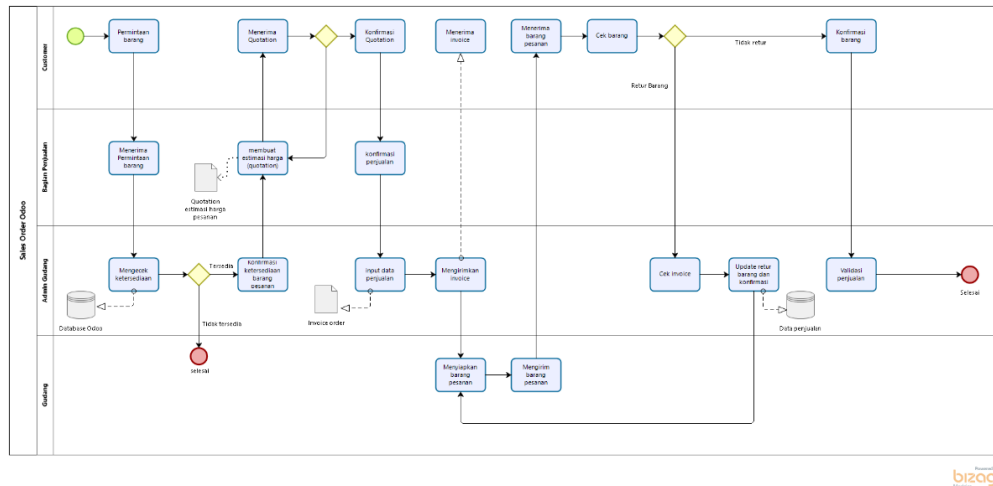 Sales Order Odoo
Customer
Permintaan
barang
Menerima
Quotation
Konfirmasi
Quotation
Menerima
invoice
Menerima
barang
pesanan
Cek barang
Tidak retur
Konfirmasi
barang
Retur Barang
Bagian Penjualan
Menerima
Permintaan
barang
membuat
estimasi harga
(quotation)
Quotation
estimasi harga
pesanan
konfirmasi
penjualan
Admin Gudang
Mengecek
ketersediaan
Database Odoo
Tersedia
Tidak tersedia
selesai
Konfirmasi
ketersediaan
barang
pesanan
Input data
penjualan
Invoice order
Mengirimkan
invoice
Cek invoice
Update retur
barang dan
konfirmasi
Data penjualan
Validasi
penjualan
Selesai
Gudang
Menyiapkan
barang
pesanan
Mengirim
barang
pesanan
Powered
bizag